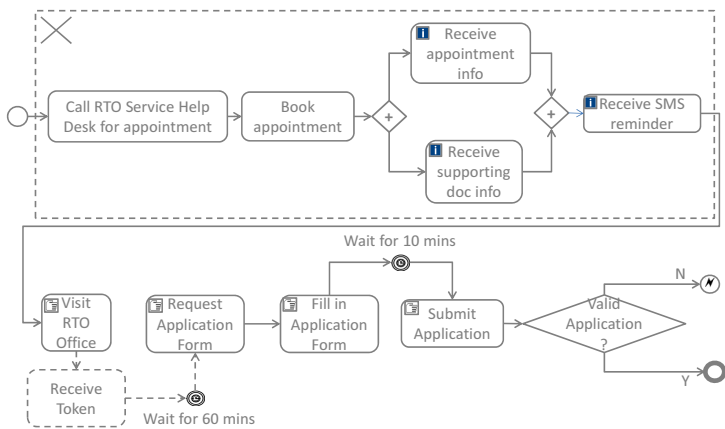 Call RTO Service Help
Desk for appointment
Book
appointment
+
Receive
appointment
info
Receive
supporting
doc info
+
Receive SMS
reminder
Visit
RTO
Office
Receive
Token
Wait for 60 mins
Request
Application
Form
Fill in
Application
Form
Wait for 10 mins
Submit
Application
Valid
Application
?
N
Y